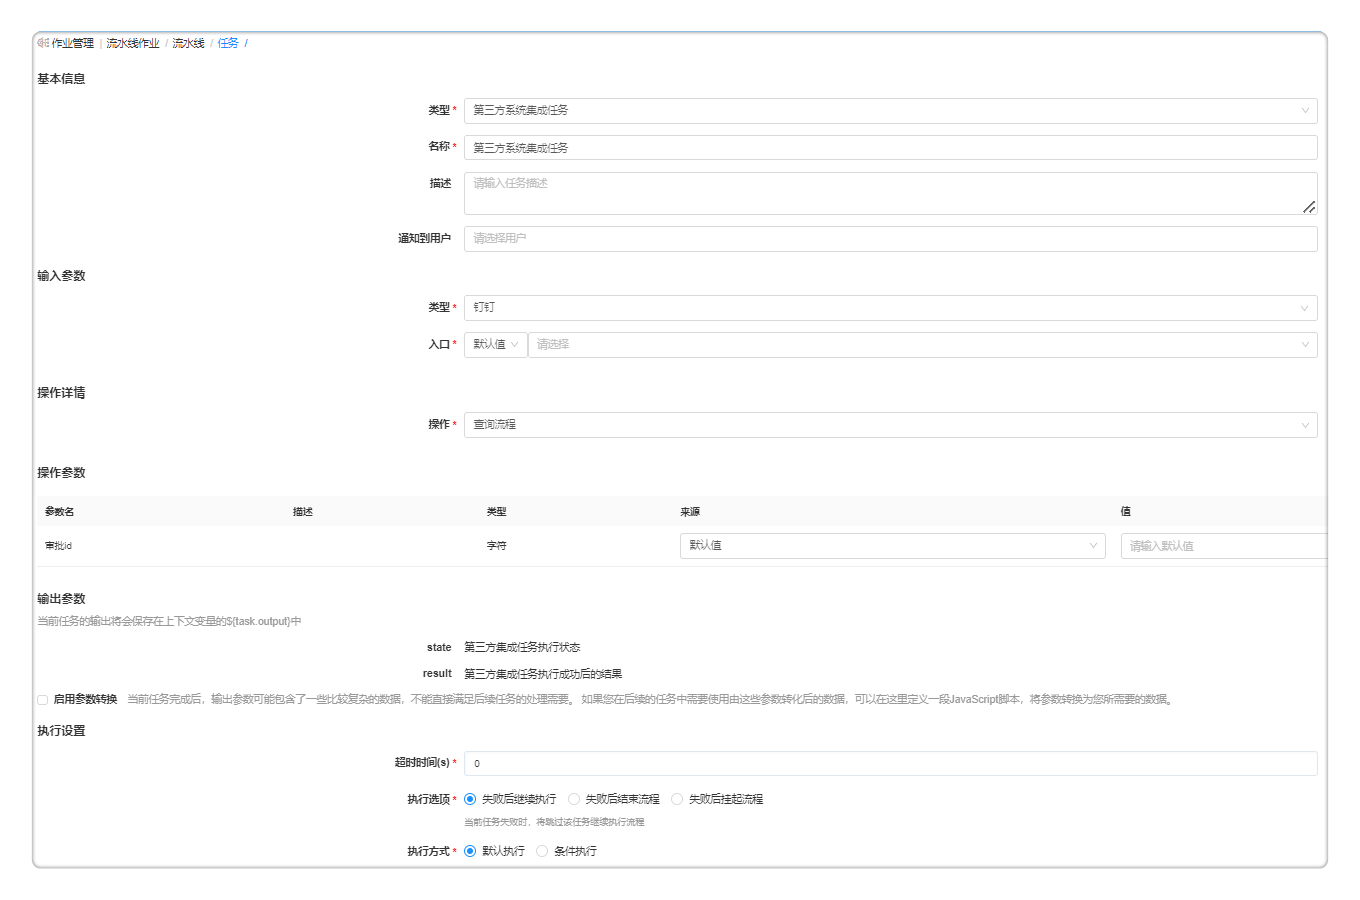 作业管理 | 流水线作业 / 流水线 / 任务 /
基本信息
类型 * 第三方系统集成任务
名称 * 第三方系统集成任务
描述 请输入任务描述
通知到用户 请选择用户
输入参数
类型 * 钉钉
入口 * 默认值 请选择
操作详情
操作 * 查询流程
操作参数
参数名 描述 类型 来源 值
审批id 字符 默认值 请输入默认值
输出参数
当前任务的输出将会保存在上下文变量的${task.output}中
state 第三方集成任务执行状态
result 第三方集成任务执行成功后的结果
启用参数转换 当前任务完成后，输出参数可能包含了一些比较复杂的数据，不能直接满足后续任务的处理需要。 如果您在后续的任务中需要使用由这些参数转化后的数据，可以在这里定义一段JavaScript脚本，将参数转换为您所需要的数据。
执行设置
超时时间(s) * 0
执行选项 * 失败后继续执行 失败后结束流程 失败后挂起流程
当前任务失败时，将跳过该任务继续执行流程
执行方式 * 默认执行 条件执行